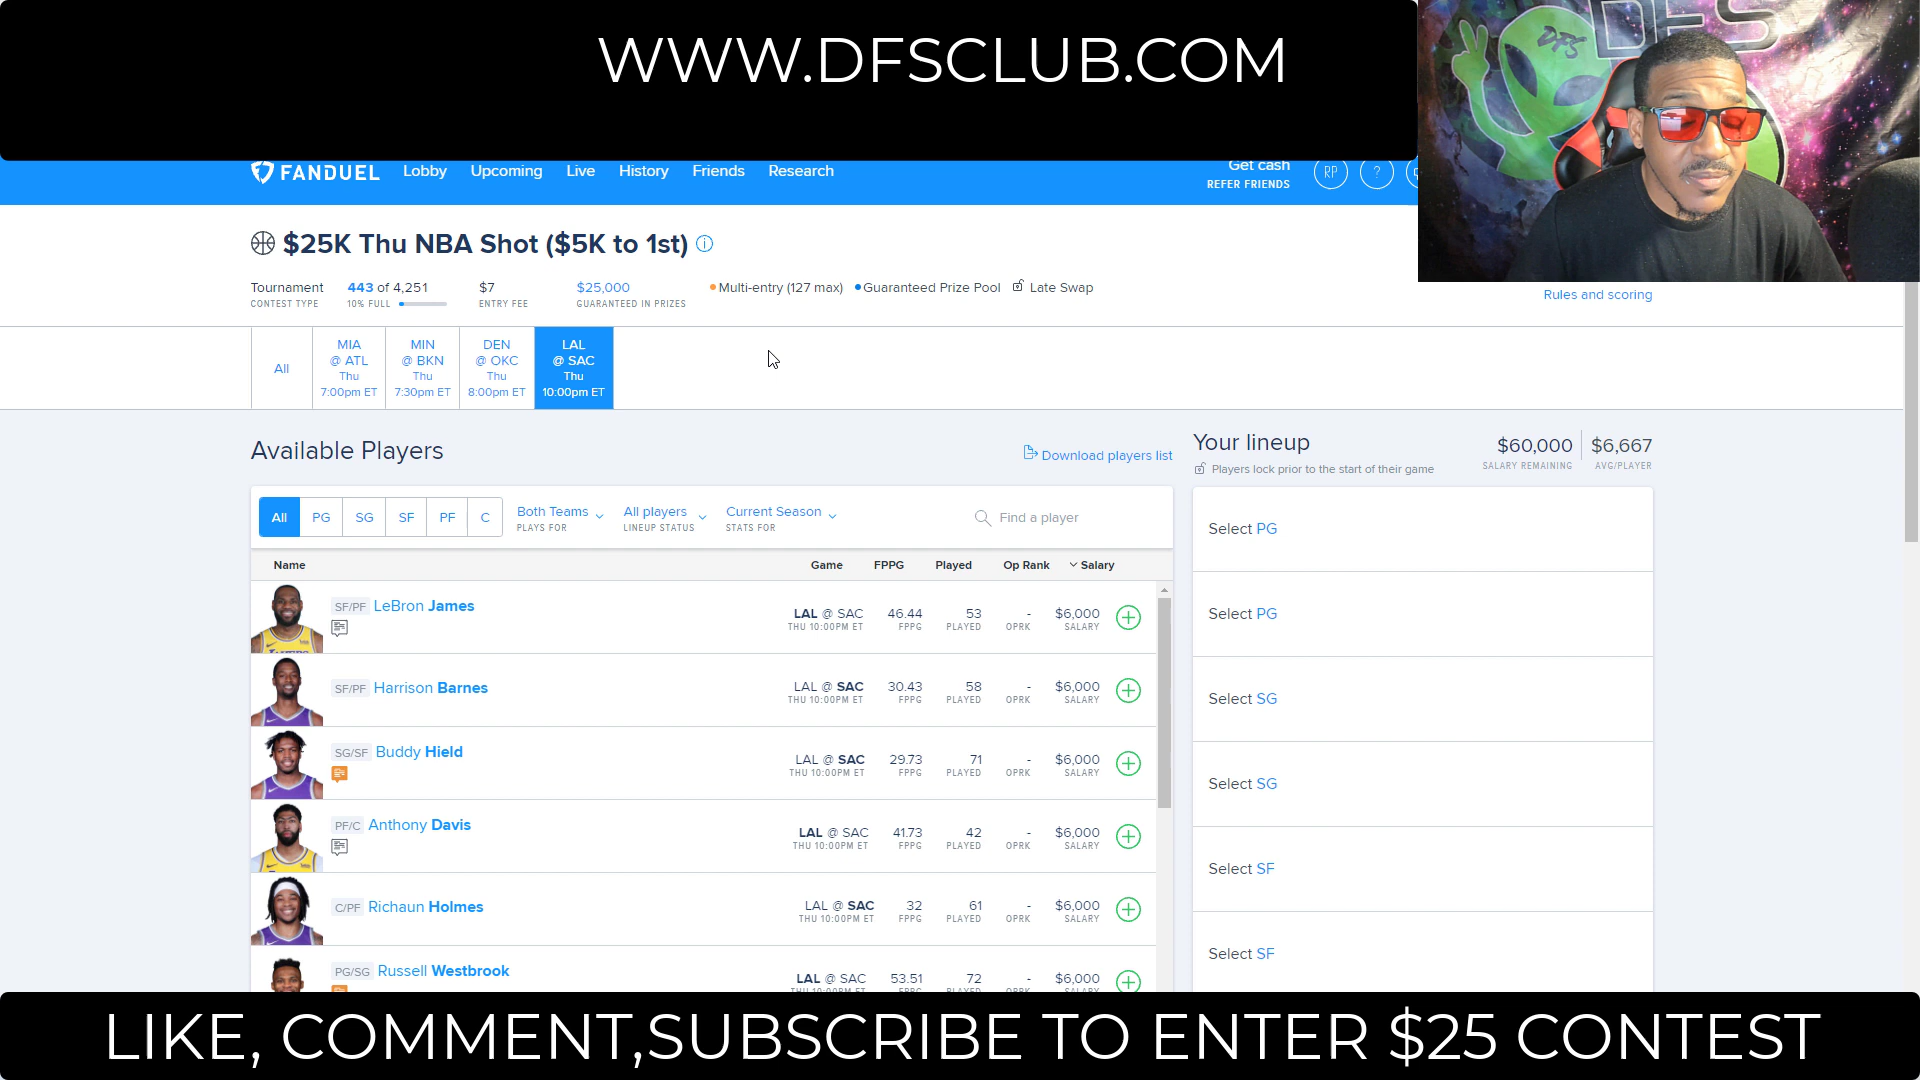 WWW.DFSCLUB.COM
DFS
DFS
FANDUEL
Lobby
Upcoming
Live
History
Friends
Research
Get cash
REFER FRIENDS
RP
?
$25K Thu NBA Shot ($5K to 1st)
Tournament
CONTEST TYPE
443 of 4,251
10% FULL
$7
ENTRY FEE
$25,000
GUARANTEED IN PRIZES
Multi-entry (127 max)
Guaranteed Prize Pool
Late Swap
Rules and scoring
All
MIA
@ ATL
Thu
7:00pm ET
MIN
@ BKN
Thu
7:30pm ET
DEN
@ OKC
Thu
8:00pm ET
LAL
@ SAC
Thu
10:00pm ET
Available Players
Download players list
All
PG
SG
SF
PF
C
Both Teams
PLAYS FOR
All players
LINEUP STATUS
Current Season
STATS FOR
Find a player
Name Game FPPG Played Op Rank Salary
SF/PF LeBron James LAL @ SAC 46.44 53 - $6,000
THU 10:00PM ET FPPG PLAYED OPRK SALARY
SF/PF Harrison Barnes LAL @ SAC 30.43 58 - $6,000
THU 10:00PM ET FPPG PLAYED OPRK SALARY
SG/SF Buddy Hield LAL @ SAC 29.73 71 - $6,000
THU 10:00PM ET FPPG PLAYED OPRK SALARY
PF/C Anthony Davis LAL @ SAC 41.73 42 - $6,000
THU 10:00PM ET FPPG PLAYED OPRK SALARY
C/PF Richaun Holmes LAL @ SAC 32 61 - $6,000
THU 10:00PM ET FPPG PLAYED OPRK SALARY
PG/SG Russell Westbrook LAL @ SAC 53.51 72 - $6,000
THU 10:00PM ET FPPG PLAYED OPRK SALARY
Your lineup
Players lock prior to the start of their game
$60,000
SALARY REMAINING
$6,667
AVG/PLAYER
Select PG
Select PG
Select SG
Select SG
Select SF
Select SF
LIKE, COMMENT,SUBSCRIBE TO ENTER $25 CONTEST